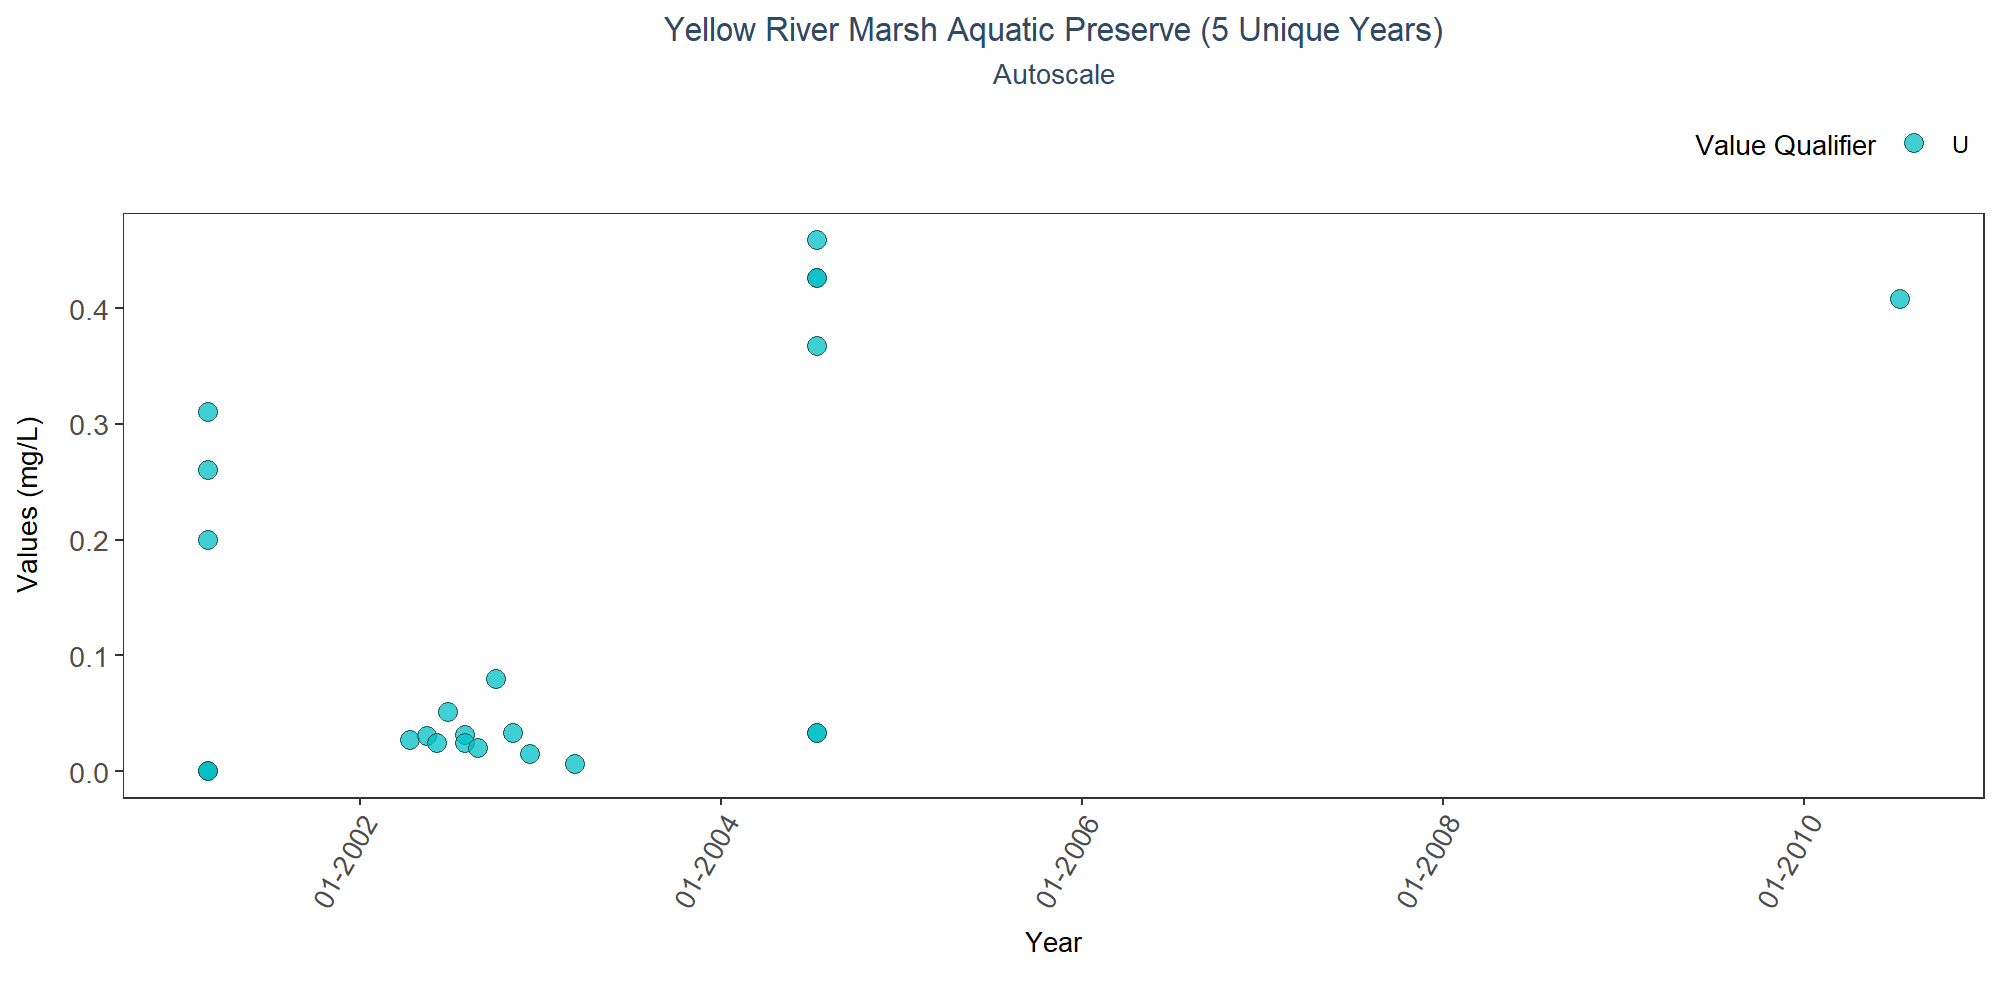 Yellow River Marsh Aquatic Preserve (5 Unique Years)
Autoscale
Value Qualifier U
Values (mg/L)
0.4
0.3
0.2
0.1
0.0
01-2002 01-2004 01-2006 01-2008 01-2010
Year